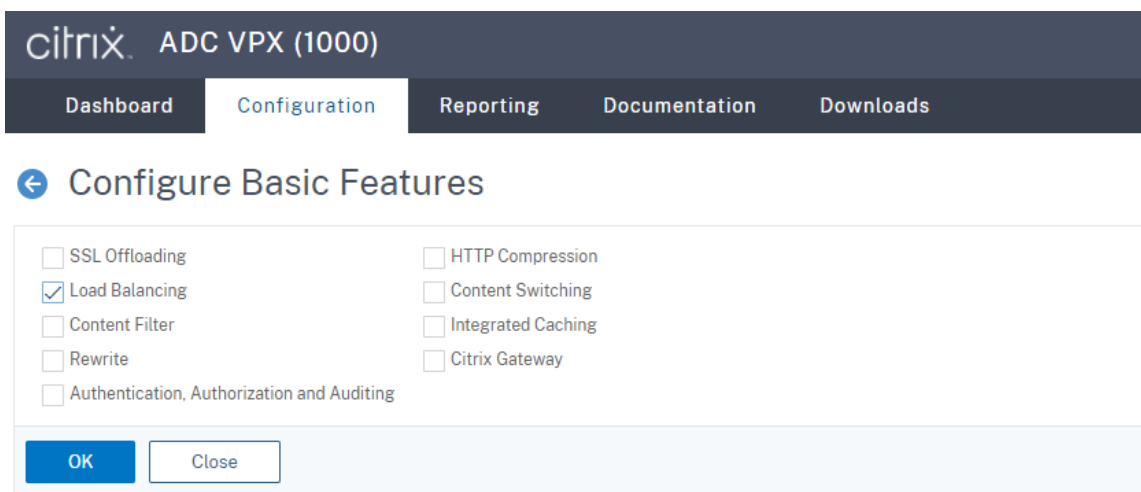 citrix. ADC VPX (1000)
Dashboard Configuration Reporting Documentation Downloads
Configure Basic Features
SSL Offloading HTTP Compression
Load Balancing Content Switching
Content Filter Integrated Caching
Rewrite Citrix Gateway
Authentication, Authorization and Auditing
OK Close